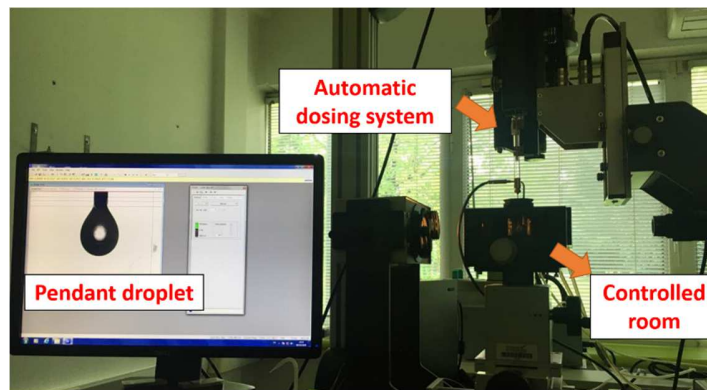 Automatic
dosing system
Pendant droplet
Controlled
room